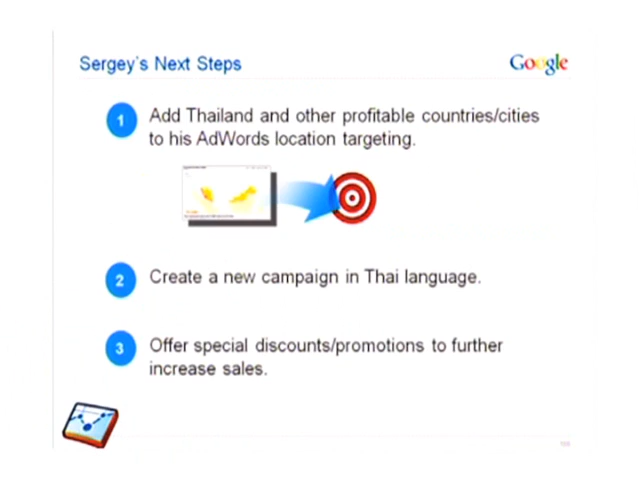 Sergey's Next Steps
Google
1
Add Thailand and other profitable countries/cities
to his AdWords location targeting.
2
Create a new campaign in Thai language.
3
Offer special discounts/promotions to further
increase sales.